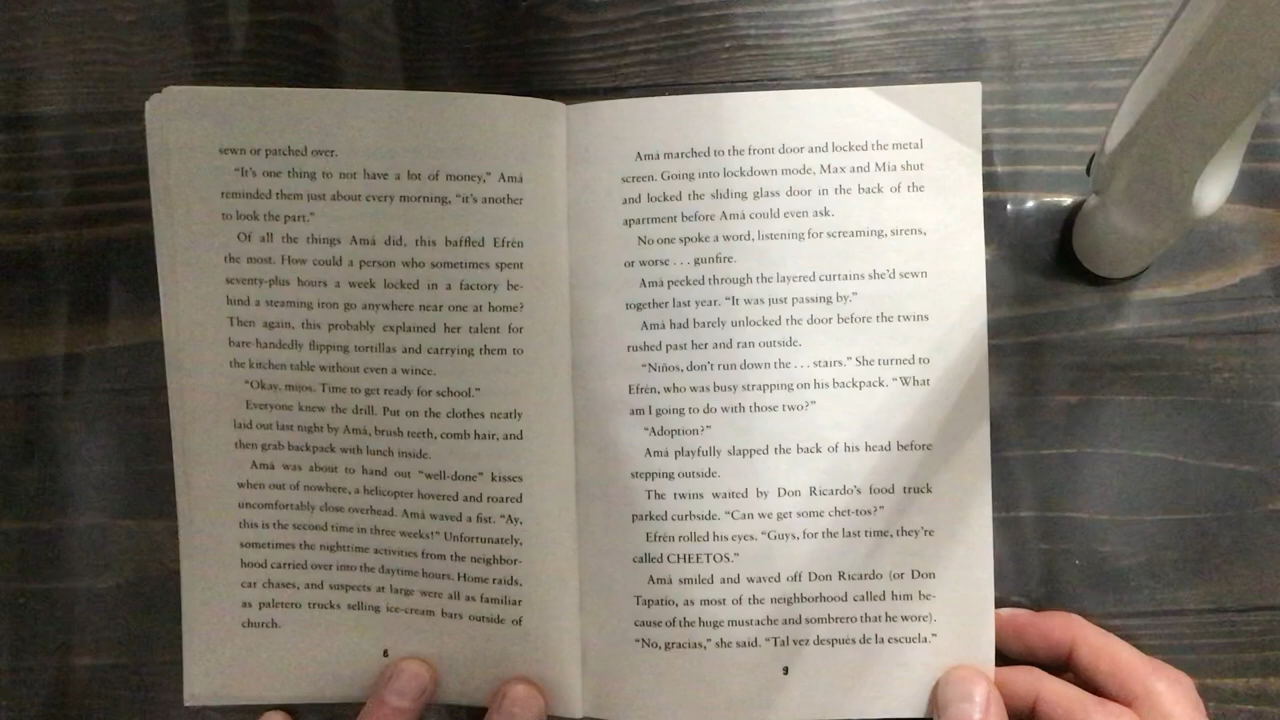 sewn or patched over.
"It's one thing to not have a lot of money," Amá
reminded them just about every morning, "it's another
to look the part."
Of all the things Amá did, this baffled Efrén
the most. How could a person who sometimes spent
seventy-plus hours a week locked in a factory be-
hind a steaming iron go anywhere near one at home?
Then again, this probably explained her talent for
bare-handedly flipping tortillas and carrying them to
the kitchen table without even a wince.
"Okay, mijos. Time to get ready for school."
Everyone knew the drill. Put on the clothes neatly
laid out last night by Amá, brush teeth, comb hair, and
then grab backpack with lunch inside.
Amá was about to hand out "well-done" kisses
when out of nowhere, a helicopter hovered and roared
uncomfortably close overhead. Amá waved a fist. "Ay,
this is the second time in three weeks!" Unfortunately,
sometimes the nighttime activities from the neighbor-
hood carried over into the daytime hours. Home raids,
car chases, and suspects at large were all as familiar
as paletero trucks selling ice-cream bars outside of
church.
8
Amá marched to the front door and locked the metal
screen. Going into lockdown mode, Max and Mía shut
and locked the sliding glass door in the back of the
apartment before Amá could even ask.
No one spoke a word, listening for screaming, sirens,
or worse . . . gunfire.
Amá peeked through the layered curtains she'd sewn
together last year. "It was just passing by."
Amá had barely unlocked the door before the twins
rushed past her and ran outside.
"Niños, don't run down the . . . stairs." She turned to
Efrén, who was busy strapping on his backpack. "What
am I going to do with those two?"
"Adoption?"
Amá playfully slapped the back of his head before
stepping outside.
The twins waited by Don Ricardo's food truck
parked curbside. "Can we get some chet-tos?"
Efrén rolled his eyes. "Guys, for the last time, they're
called CHEETOS."
Amá smiled and waved off Don Ricardo (or Don
Tapatío, as most of the neighborhood called him be-
cause of the huge mustache and sombrero that he wore).
"No, gracias," she said. "Tal vez después de la escuela."
9